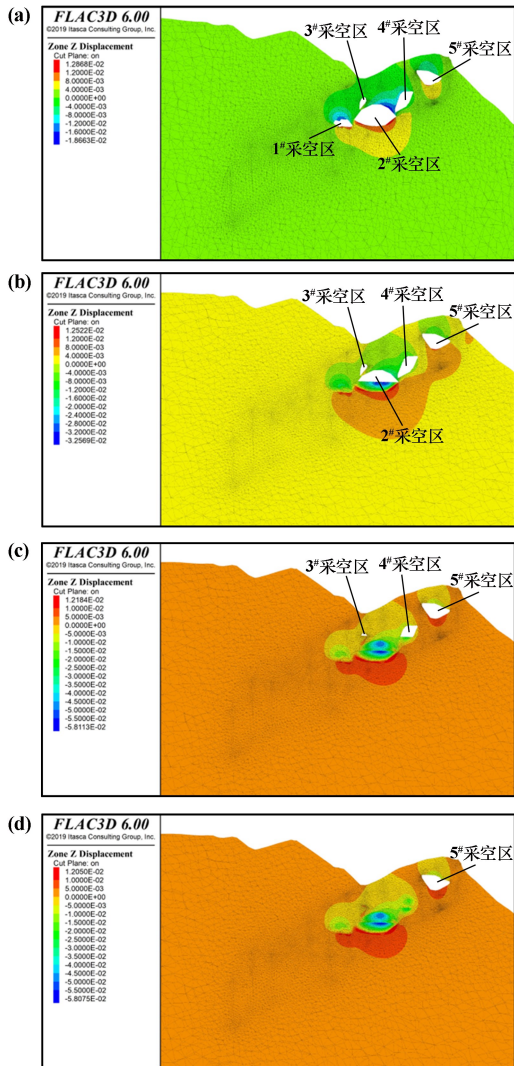 (a)
FLAC3D 6.00
©2019 Itasca Consulting Group, Inc.
Zone Z Displacement
Cut Plane: on
1.2868E-02
1.2000E-02
8.0000E-03
4.0000E-03
0.0000E+00
-4.0000E-03
-8.0000E-03
-1.2000E-02
-1.6000E-02
-1.8663E-02
3#采空区
4#采空区
5#采空区
1#采空区
2#采空区
(b)
FLAC3D 6.00
©2019 Itasca Consulting Group, Inc.
Zone Z Displacement
Cut Plane: on
1.2522E-02
1.2000E-02
8.0000E-03
4.0000E-03
0.0000E+00
-4.0000E-03
-8.0000E-03
-1.2000E-02
-1.6000E-02
-2.0000E-02
-2.4000E-02
-2.8000E-02
-3.2000E-02
-3.2569E-02
3#采空区
4#采空区
5#采空区
2#采空区
(c)
FLAC3D 6.00
©2019 Itasca Consulting Group, Inc.
Zone Z Displacement
Cut Plane: on
1.2184E-02
1.0000E-02
5.0000E-03
0.0000E+00
-5.0000E-03
-1.0000E-02
-1.5000E-02
-2.0000E-02
-2.5000E-02
-3.0000E-02
-3.5000E-02
-4.0000E-02
-4.5000E-02
-5.0000E-02
-5.5000E-02
-5.8113E-02
3#采空区
4#采空区
5#采空区
(d)
FLAC3D 6.00
©2019 Itasca Consulting Group, Inc.
Zone Z Displacement
Cut Plane: on
1.2050E-02
1.0000E-02
5.0000E-03
0.0000E+00
-5.0000E-03
-1.0000E-02
-1.5000E-02
-2.0000E-02
-2.5000E-02
-3.0000E-02
-3.5000E-02
-4.0000E-02
-4.5000E-02
-5.0000E-02
-5.5000E-02
-5.8075E-02
5#采空区